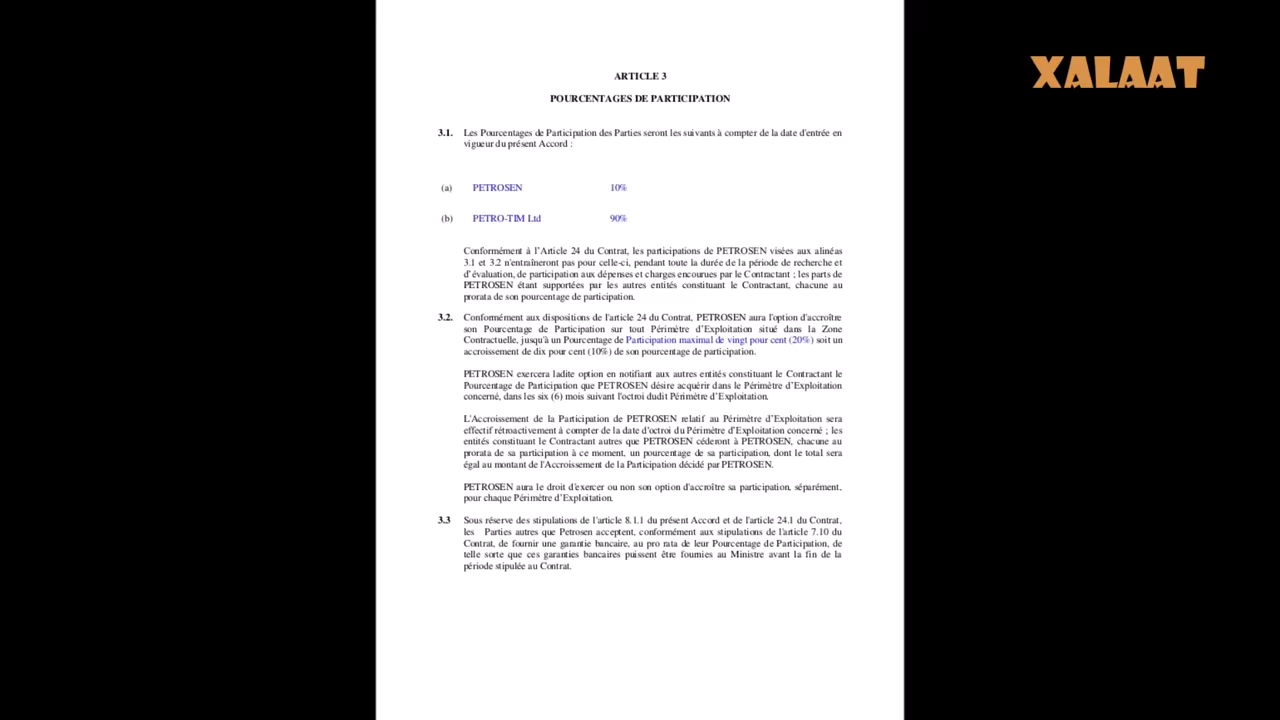 XALAAT
ARTICLE 3
POURCENTAGES DE PARTICIPATION
3.1. Les Pourcentages de Participation des Parties seront les suivants à compter de la date d'entrée en
vigueur du présent Accord :
(a) PETROSEN 10%
(b) PETRO-TIM Ltd 90%
Conformément à l'Article 24 du Contrat, les participations de PETROSEN visées aux alinéas
3.1 et 3.2 n'entraîneront pas pour celle-ci, pendant toute la durée de la période de recherche et
d'évaluation, de participation aux dépenses et charges encourues par le Contractant ; les parts de
PETROSEN étant supportées par les autres entités constituant le Contractant, chacune au
prorata de son pourcentage de participation.
3.2. Conformément aux dispositions de l'article 24 du Contrat, PETROSEN aura l'option d'accroître
son Pourcentage de Participation sur tout Périmètre d'Exploitation situé dans la Zone
Contractuelle, jusqu'à un Pourcentage de Participation maximal de vingt pour cent (20%) soit un
accroissement de dix pour cent (10%) de son pourcentage de participation.
PETROSEN exercera ladite option en notifiant aux autres entités constituant le Contractant le
Pourcentage de Participation que PETROSEN désire acquérir dans le Périmètre d'Exploitation
concerné, dans les six (6) mois suivant l'octroi dudit Périmètre d'Exploitation.
L'Accroissement de la Participation de PETROSEN relatif au Périmètre d'Exploitation sera
effectif rétroactivement à compter de la date d'octroi du Périmètre d'Exploitation concerné ; les
entités constituant le Contractant autres que PETROSEN céderont à PETROSEN, chacune au
prorata de sa participation à ce moment, un pourcentage de sa participation, dont le total sera
égal au montant de l'Accroissement de la Participation décidé par PETROSEN.
PETROSEN aura le droit d'exercer ou non son option d'accroître sa participation, séparément,
pour chaque Périmètre d'Exploitation.
3.3 Sous réserve des stipulations de l'article 8.1.1 du présent Accord et de l'article 24.1 du Contrat,
les Parties autres que Petrosen acceptent, conformément aux stipulations de l'article 7.10 du
Contrat, de fournir une garantie bancaire, au pro rata de leur Pourcentage de Participation, de
telle sorte que ces garanties bancaires puissent être fournies au Ministre avant la fin de la
période stipulée au Contrat.